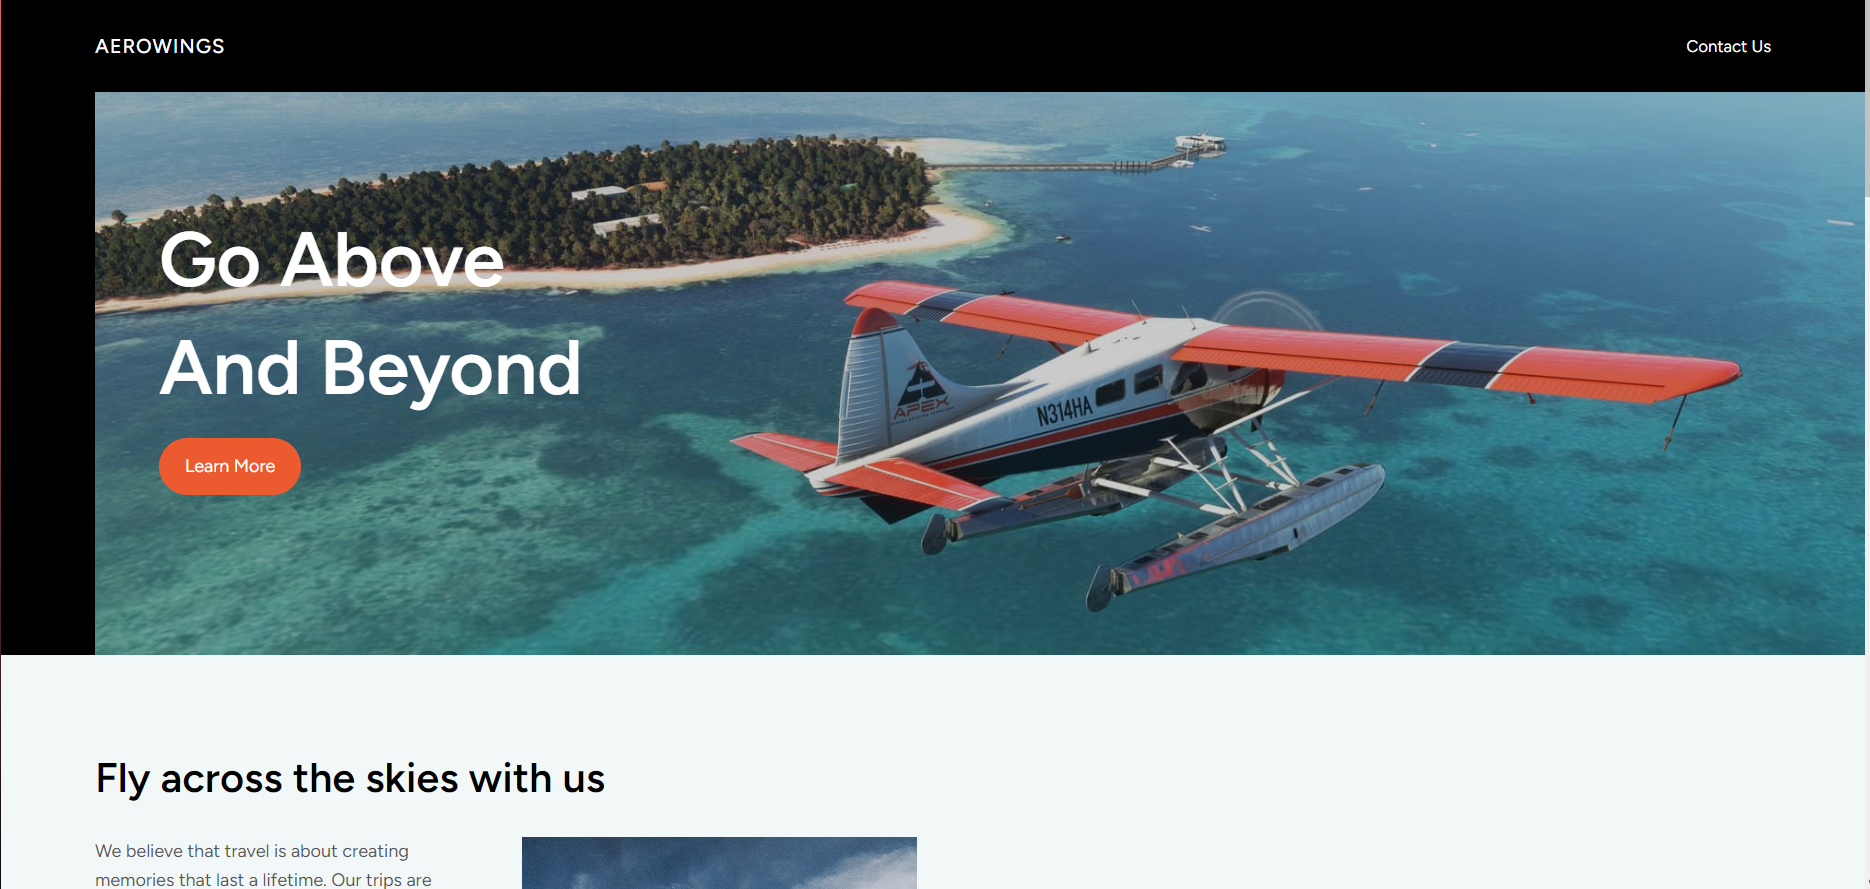 AEROWINGS
Contact Us
Go Above
And Beyond
APEX
N314HA
Learn More
Fly across the skies with us
We believe that travel is about creating
memories that last a lifetime. Our trips are